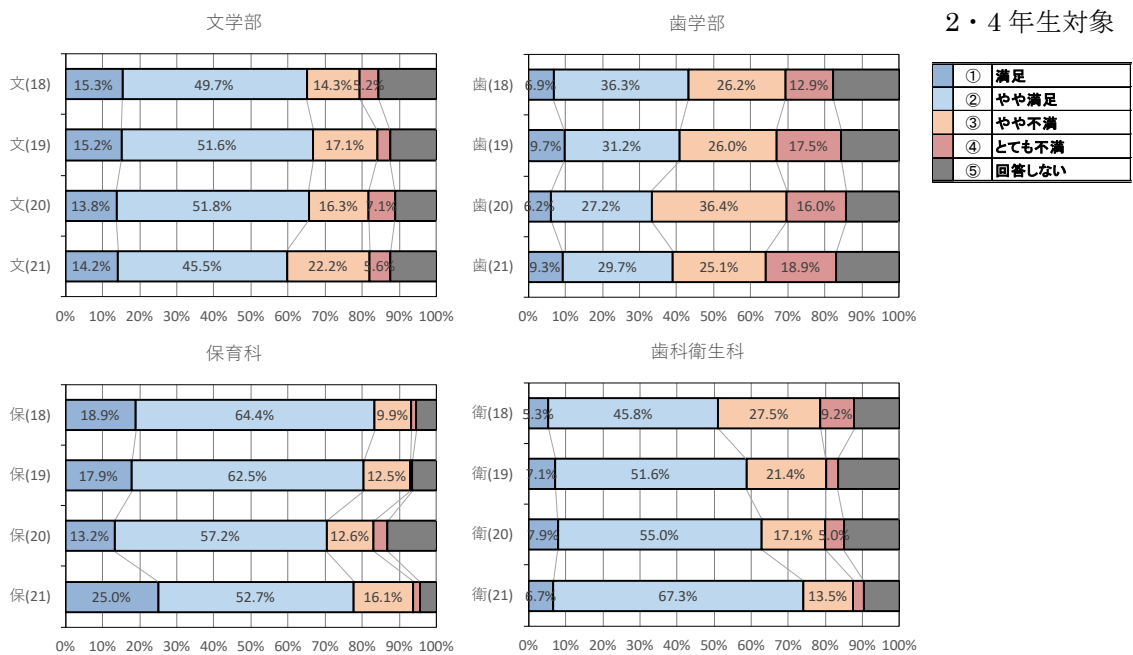 2・4年生対象
① 満足
② やや満足
③ やや不満
④ とても不満
⑤ 回答しない
文学部
文(18) 15.3% 49.7% 14.3% 5.2%
文(19) 15.2% 51.6% 17.1%
文(20) 13.8% 51.8% 16.3% 7.1%
文(21) 14.2% 45.5% 22.2% 5.6%
0% 10% 20% 30% 40% 50% 60% 70% 80% 90% 100%
歯学部
歯(18) 6.9% 36.3% 26.2% 12.9%
歯(19) 9.7% 31.2% 26.0% 17.5%
歯(20) 6.2% 27.2% 36.4% 16.0%
歯(21) 9.3% 29.7% 25.1% 18.9%
0% 10% 20% 30% 40% 50% 60% 70% 80% 90% 100%
保育科
保(18) 18.9% 64.4% 9.9%
保(19) 17.9% 62.5% 12.5%
保(20) 13.2% 57.2% 12.6%
保(21) 25.0% 52.7% 16.1%
0% 10% 20% 30% 40% 50% 60% 70% 80% 90% 100%
歯科衛生科
衛(18) 5.3% 45.8% 27.5% 9.2%
衛(19) 7.1% 51.6% 21.4%
衛(20) 7.9% 55.0% 17.1% 5.0%
衛(21) 6.7% 67.3% 13.5%
0% 10% 20% 30% 40% 50% 60% 70% 80% 90% 100%